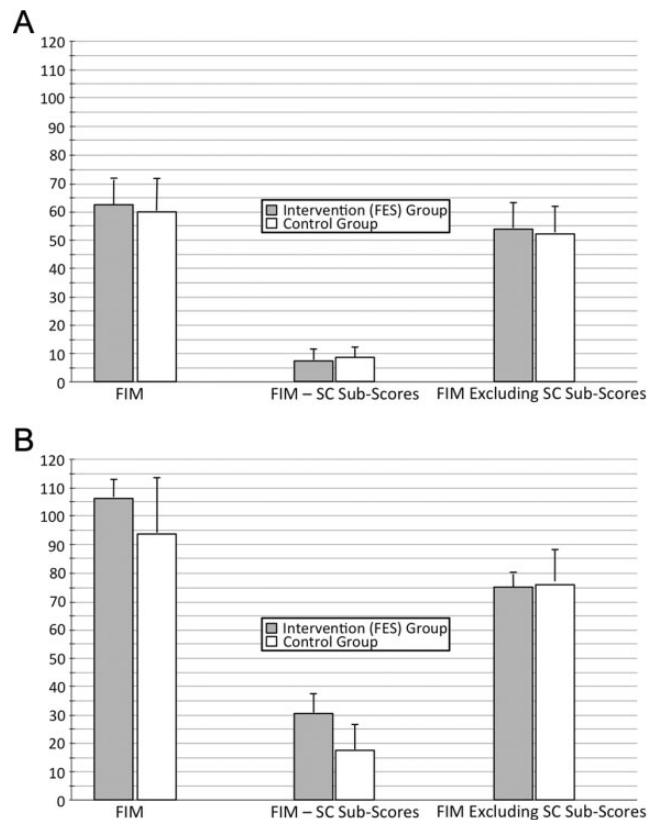 A
120
110
100
90
80
70
60
50
40
30
20
10
0
Intervention (FES) Group
Control Group
FIM
FIM – SC Sub-Scores
FIM Excluding SC Sub-Scores
B
120
110
100
90
80
70
60
50
40
30
20
10
0
Intervention (FES) Group
Control Group
FIM
FIM – SC Sub-Scores
FIM Excluding SC Sub-Scores